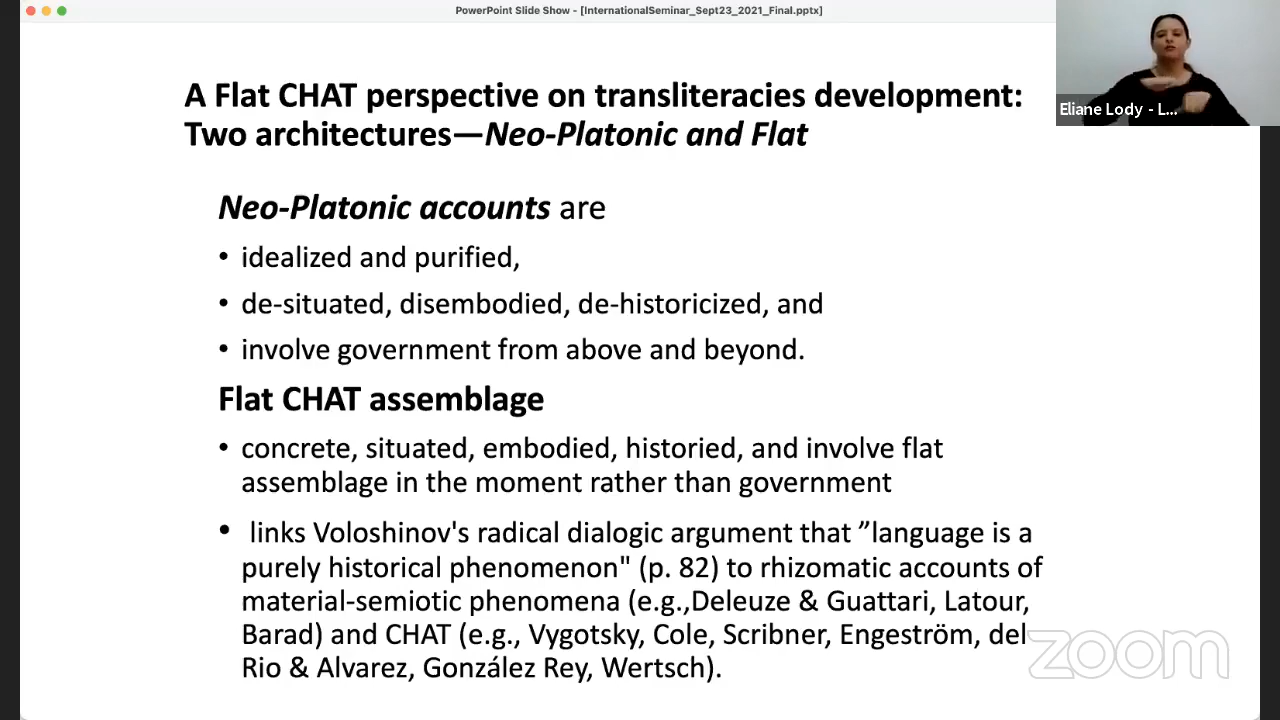 PowerPoint Slide Show - [InternationalSeminar_Sept23_2021_Final.pptx]
Eliane Lody - L...
A Flat CHAT perspective on transliteracies development:
Two architectures—Neo-Platonic and Flat
Neo-Platonic accounts are
• idealized and purified,
• de-situated, disembodied, de-historicized, and
• involve government from above and beyond.
Flat CHAT assemblage
• concrete, situated, embodied, historied, and involve flat
assemblage in the moment rather than government
• links Voloshinov's radical dialogic argument that ”language is a
purely historical phenomenon" (p. 82) to rhizomatic accounts of
material-semiotic phenomena (e.g.,Deleuze & Guattari, Latour,
Barad) and CHAT (e.g., Vygotsky, Cole, Scribner, Engeström, del
Rio & Alvarez, González Rey, Wertsch).
zoom